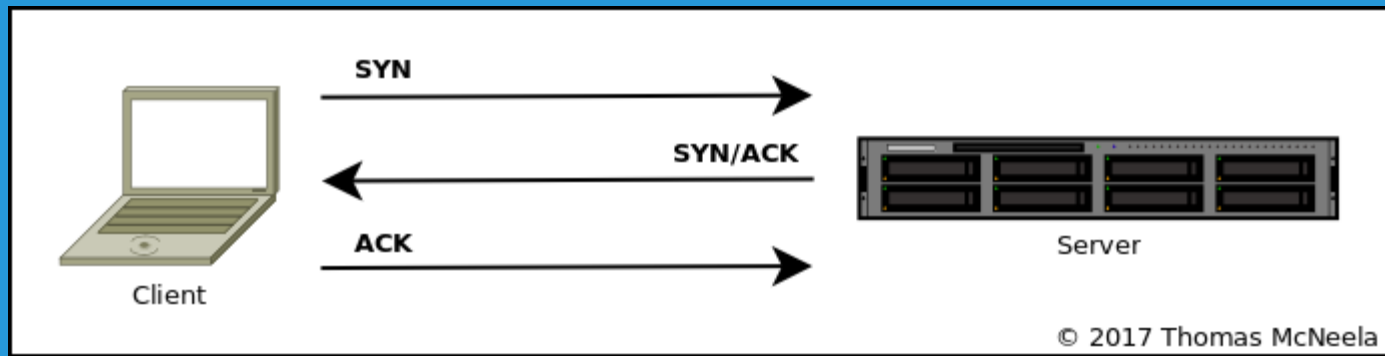 SYN
SYN/ACK
ACK
Server
Client
© 2017 Thomas McNeela